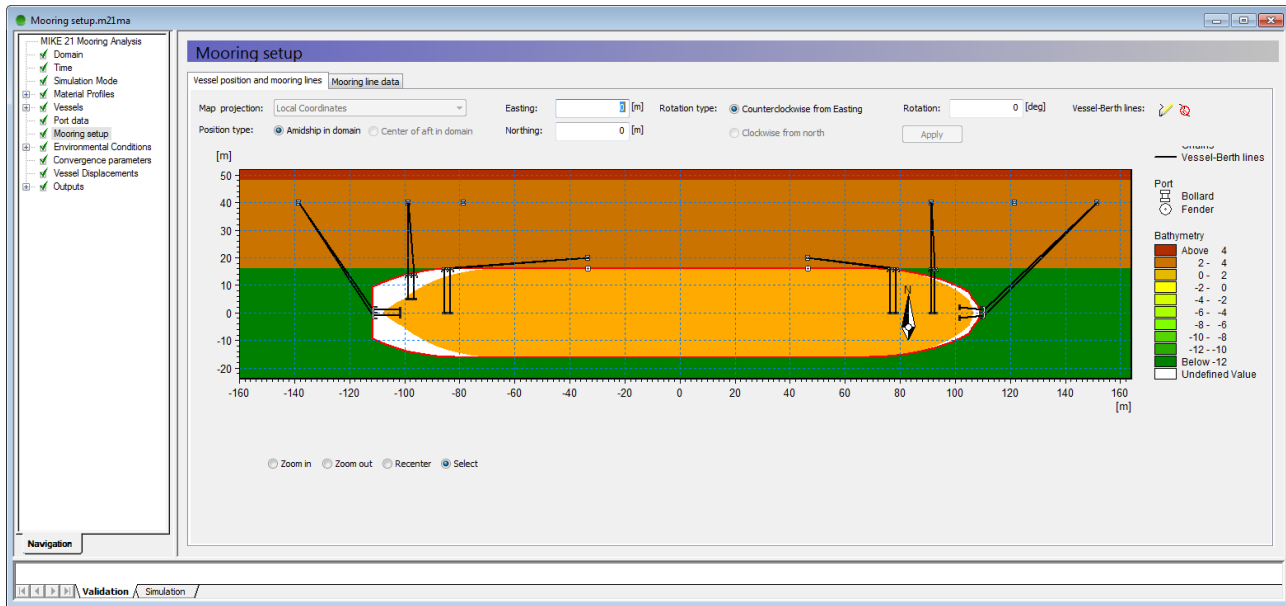 Mooring setup.m21ma
MIKE 21 Mooring Analysis
Domain
Time
Simulation Mode
Material Profiles
Vessels
Port data
Mooring setup
Environmental Conditions
Convergence parameters
Vessel Displacements
Outputs
Navigation
Mooring setup
Vessel position and mooring lines Mooring line data
Map projection: Local Coordinates Easting: 0 [m] Rotation type: Counterclockwise from Easting Rotation: 0 [deg] Vessel-Berth lines:
Position type: Amidship in domain Center of aft in domain Northing: 0 [m] Clockwise from north Apply
[m]
50
40
30
20
10
0
-10
-20
N
-160 -140 -120 -100 -80 -60 -40 -20 0 20 40 60 80 100 120 140 160
[m]
Vessel-Berth lines
Port
Bollard
Fender
Bathymetry
Above 4
2 - 4
0 - 2
-2 - 0
-4 - -2
-6 - -4
-8 - -6
-10 - -8
-12 - -10
Below -12
Undefined Value
Zoom in Zoom out Recenter Select
Validation Simulation